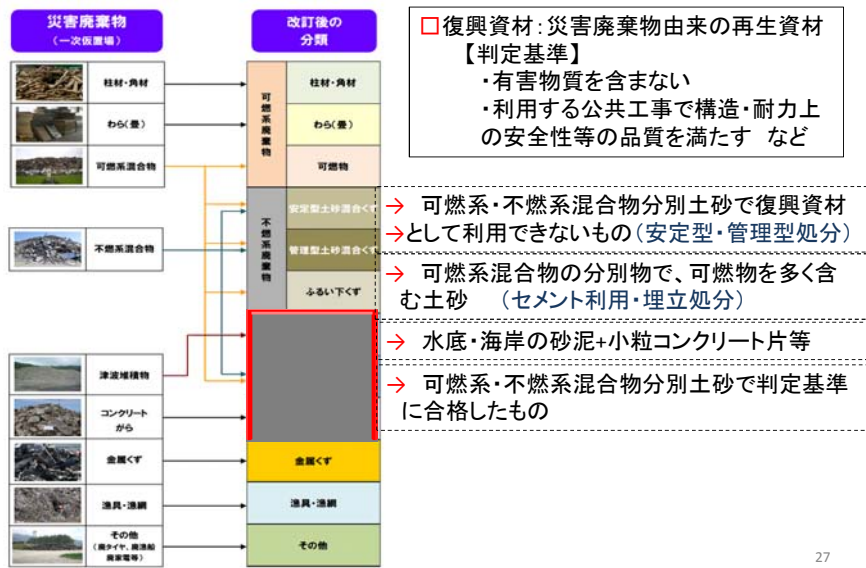 災害廃棄物
(一次仮置場)
改訂後の
分類
柱材・角材
わら(畳)
可燃系混合物
不燃系混合物
津波堆積物
コンクリート
がら
金属くず
漁具・漁網
その他
(廃タイヤ、廃漁船
廃家電等)
可燃系廃棄物
柱材・角材
わら(畳)
可燃物
不燃系廃棄物
安定型土砂混合くず
管理型土砂混合くず
ふるい下くず
金属くず
漁具・漁網
その他
□復興資材:災害廃棄物由来の再生資材
【判定基準】
・有害物質を含まない
・利用する公共工事で構造・耐力上
の安全性等の品質を満たす など
→ 可燃系・不燃系混合物分別土砂で復興資材
→として利用できないもの(安定型・管理型処分)
→ 可燃系混合物の分別物で、可燃物を多く含
む土砂 (セメント利用・埋立処分)
→ 水底・海岸の砂泥+小粒コンクリート片等
→ 可燃系・不燃系混合物分別土砂で判定基準
に合格したもの
27